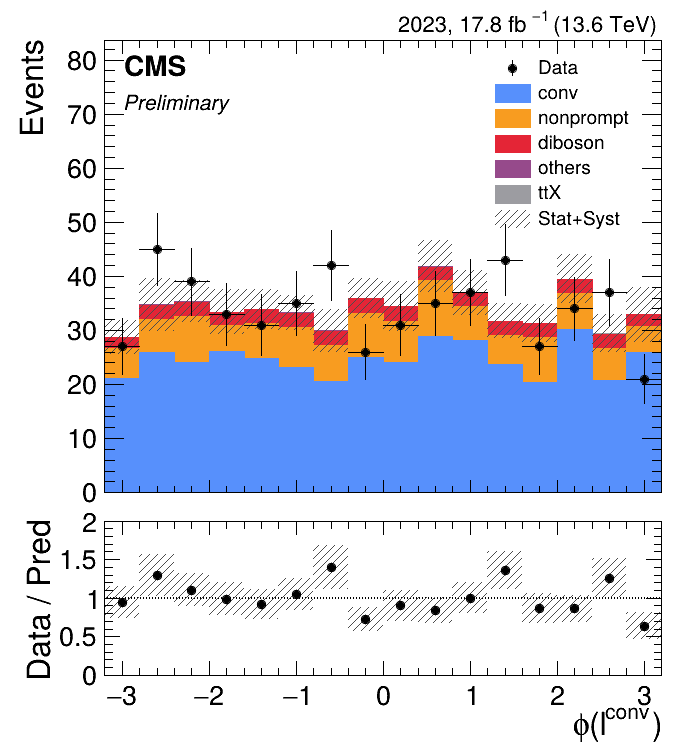 2023, 17.8 fb⁻¹ (13.6 TeV)
CMS
Preliminary
Events
80
70
60
50
40
30
20
10
0
Data
conv
nonprompt
diboson
others
ttX
Stat+Syst
Data / Pred
2
1.5
1
0.5
0
−3 −2 −1 0 1 2 3
ϕ(l^conv)